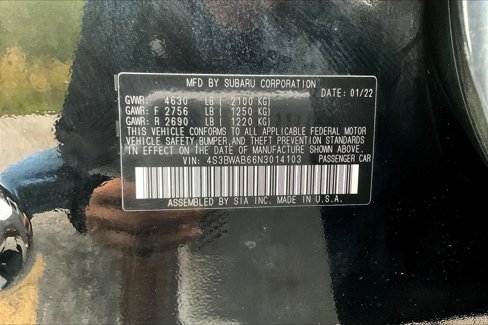 MFD BY SUBARU CORPORATION
DATE: 01/22
GVWR: 4630 LB ( 2100 KG)
GAWR: F 2756 LB ( 1250 KG)
GAWR: R 2690 LB ( 1220 KG)
THIS VEHICLE CONFORMS TO ALL APPLICABLE FEDERAL MOTOR
VEHICLE SAFETY,BUMPER,AND THEFT PREVENTION STANDARDS
IN EFFECT ON THE DATE OF MANUFACTURE SHOWN ABOVE.
VIN: 4S3BWAB66N3014103 PASSENGER CAR
ASSEMBLED BY SIA INC. MADE IN U.S.A.